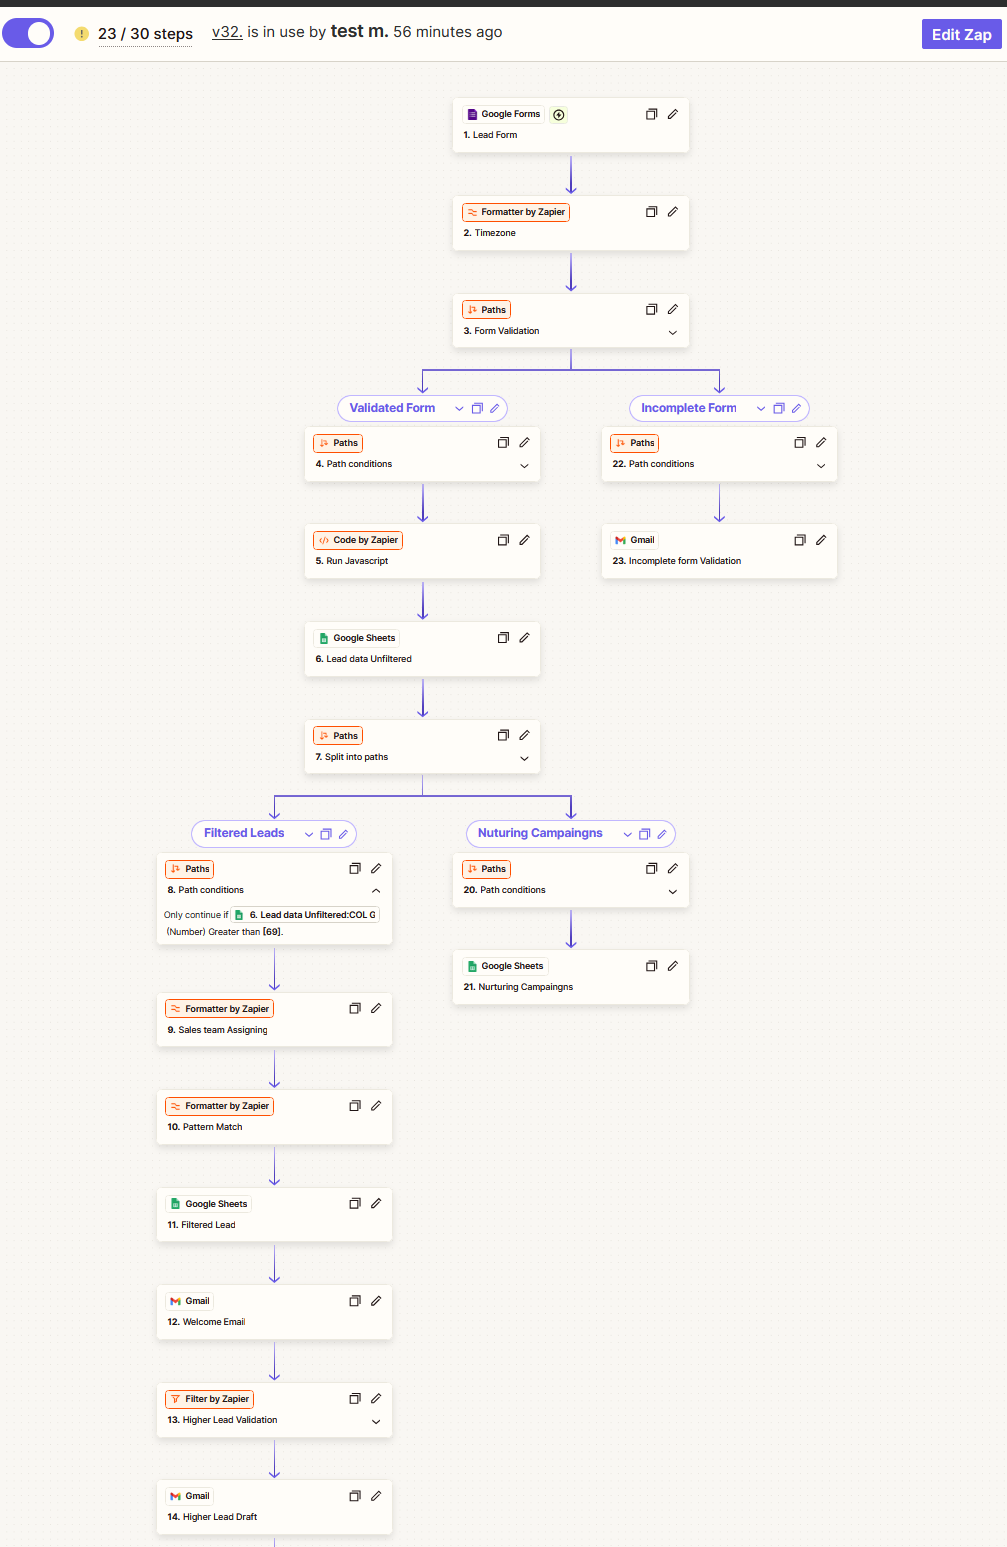 ! 23 / 30 steps v32. is in use by test m. 56 minutes ago Edit Zap
Google Forms
1. Lead Form
Formatter by Zapier
2. Timezone
Paths
3. Form Validation
Validated Form
Paths
4. Path conditions
Code by Zapier
5. Run Javascript
Google Sheets
6. Lead data Unfiltered
Paths
7. Split into paths
Filtered Leads
Paths
8. Path conditions
Only continue if 6. Lead data Unfiltered:COL G
(Number) Greater than [69].
Formatter by Zapier
9. Sales team Assigning
Formatter by Zapier
10. Pattern Match
Google Sheets
11. Filtered Lead
Gmail
12. Welcome Email
Filter by Zapier
13. Higher Lead Validation
Gmail
14. Higher Lead Draft
Nuturing Campaingns
Paths
20. Path conditions
Google Sheets
21. Nurturing Campaingns
Incomplete Form
Paths
22. Path conditions
Gmail
23. Incomplete form Validation